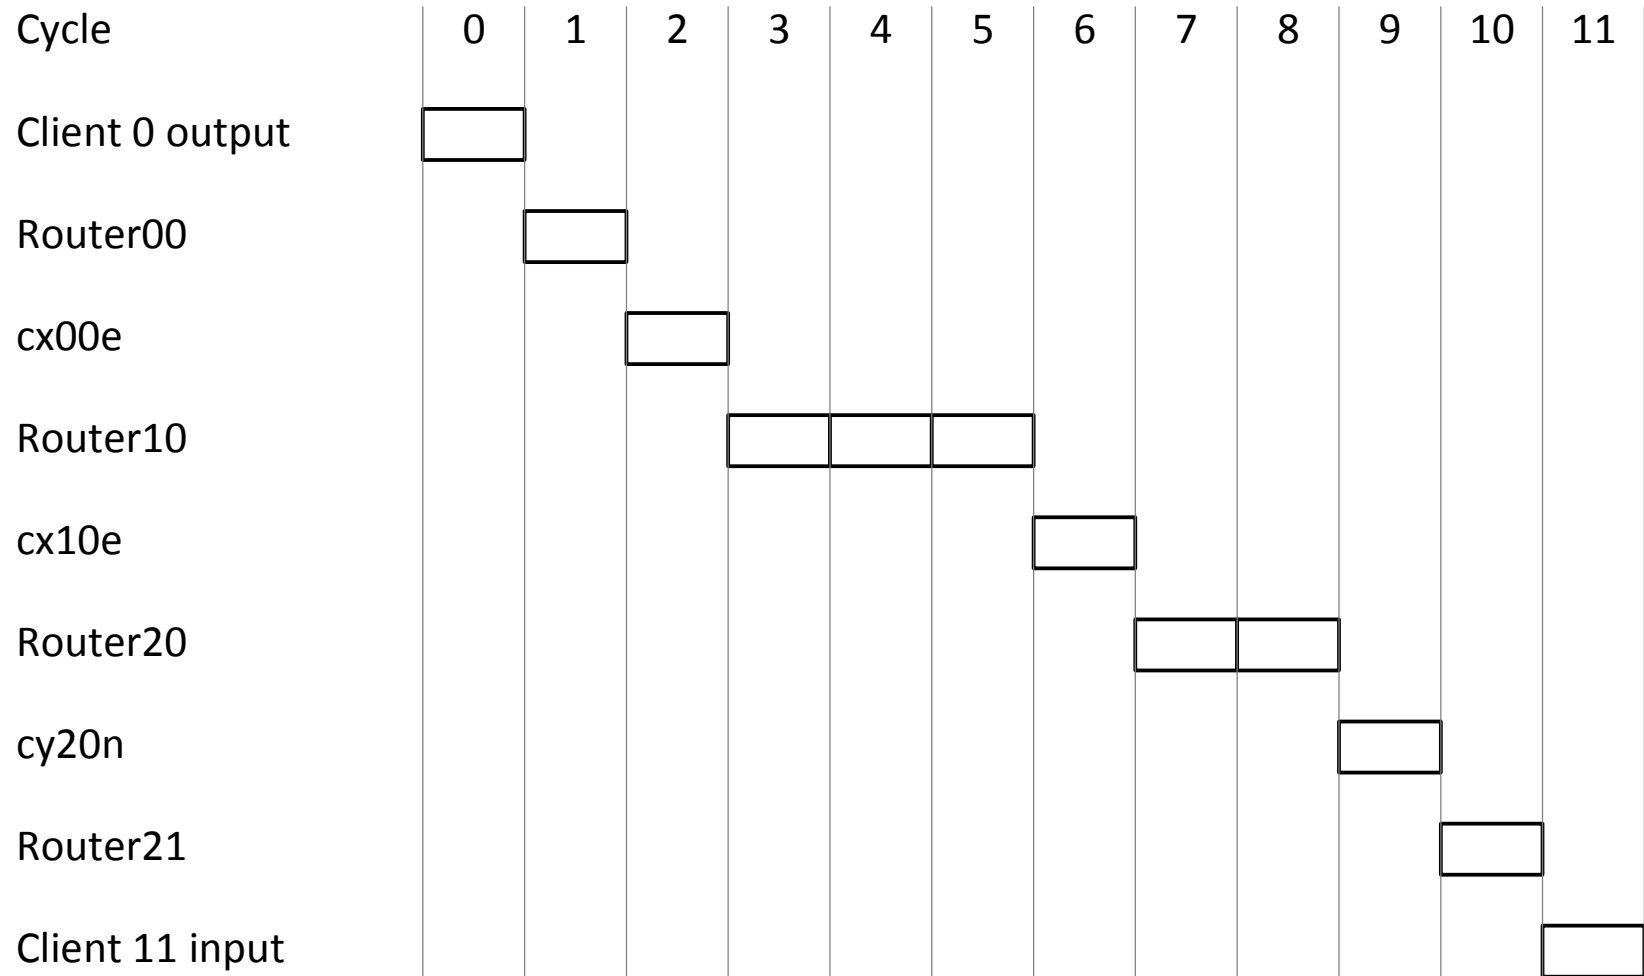 Cycle 0 1 2 3 4 5 6 7 8 9 10 11
Client 0 output
Router00
cx00e
Router10
cx10e
Router20
cy20n
Router21
Client 11 input